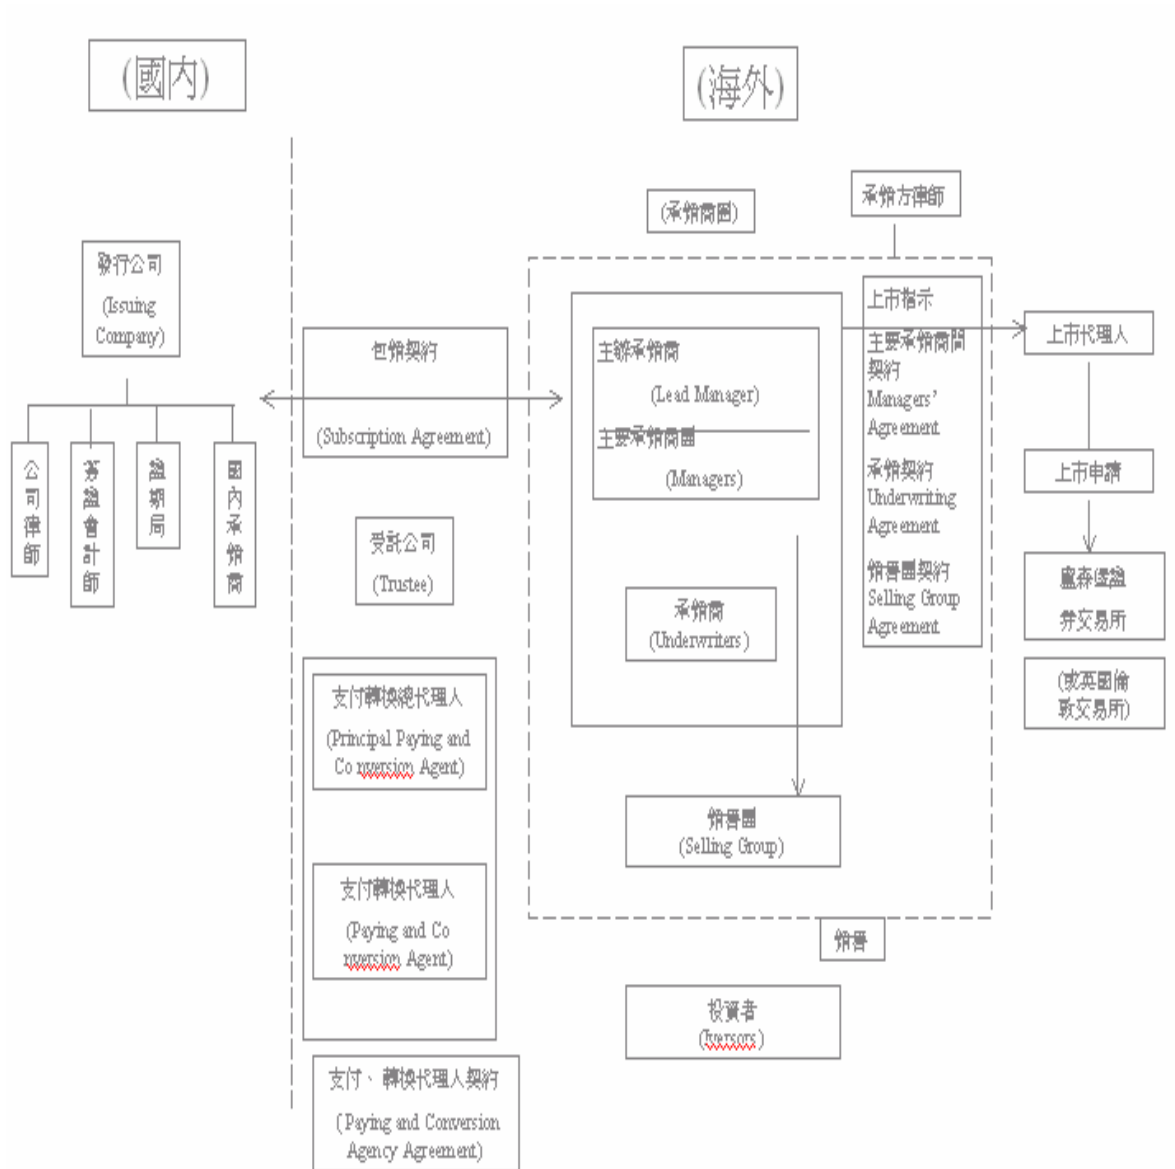 (國內)
(海外)
承銷方律師
(承銷商團)
發行公司
(Issuing
Company)
公司律師
簽證會計師
證期局
國內承銷商
包銷契約
(Subscription Agreement)
受託公司
(Trustee)
支付轉換總代理人
(Principal Paying and
Co nversion Agent)
支付轉換代理人
(Paying and Co
nversion Agent)
支付、 轉換代理人契約
( Paying and Conversion
Agency Agreement)
主辦承銷商
(Lead Manager)
主要承銷商團
(Managers)
承銷商
(Underwriters)
銷售團
(Selling Group)
上市指示
主要承銷商間
契約
Managers'
Agreement
承銷契約
Underwriting
Agreement
銷售團契約
Selling Group
Agreement
上市代理人
上市申請
盧森堡證
券交易所
(或英國倫
敦交易所)
銷售
投資者
(Iversors)